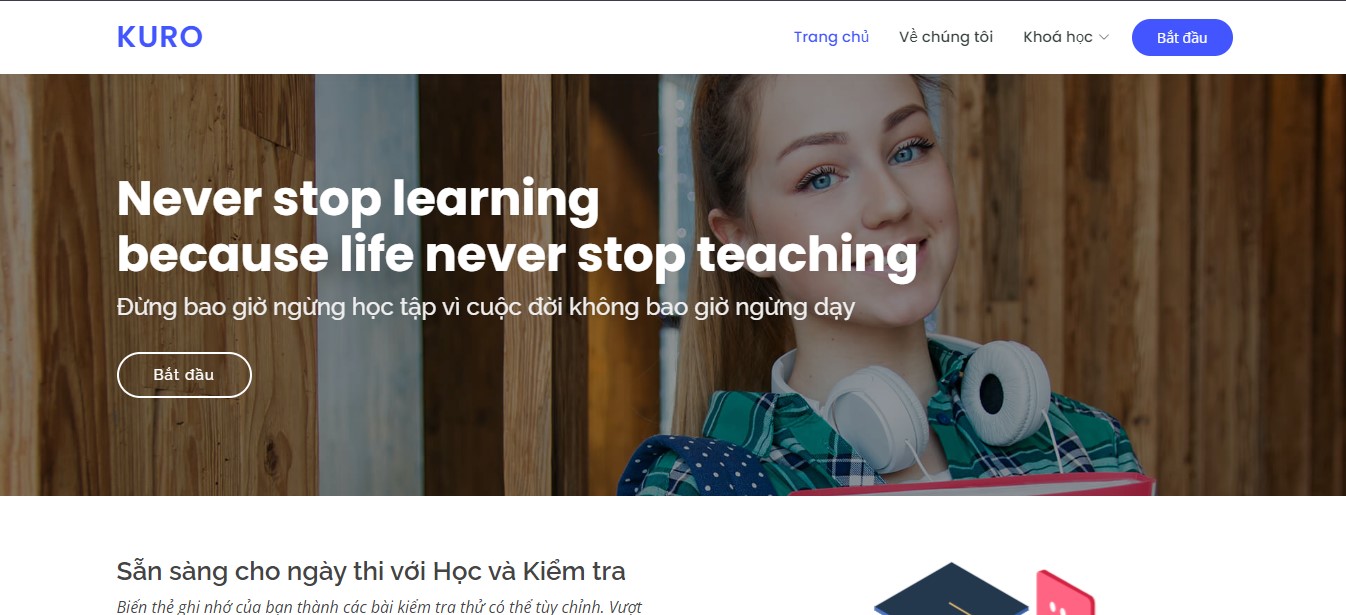 KURO
Trang chủ
Về chúng tôi
Khoá học
Bắt đầu
Never stop learning
because life never stop teaching
Đừng bao giờ ngừng học tập vì cuộc đời không bao giờ ngừng dạy
Bắt đầu
Sẵn sàng cho ngày thi với Học và Kiểm tra
Biến thẻ ghi nhớ của bạn thành các bài kiểm tra thử có thể tùy chỉnh. Vượt